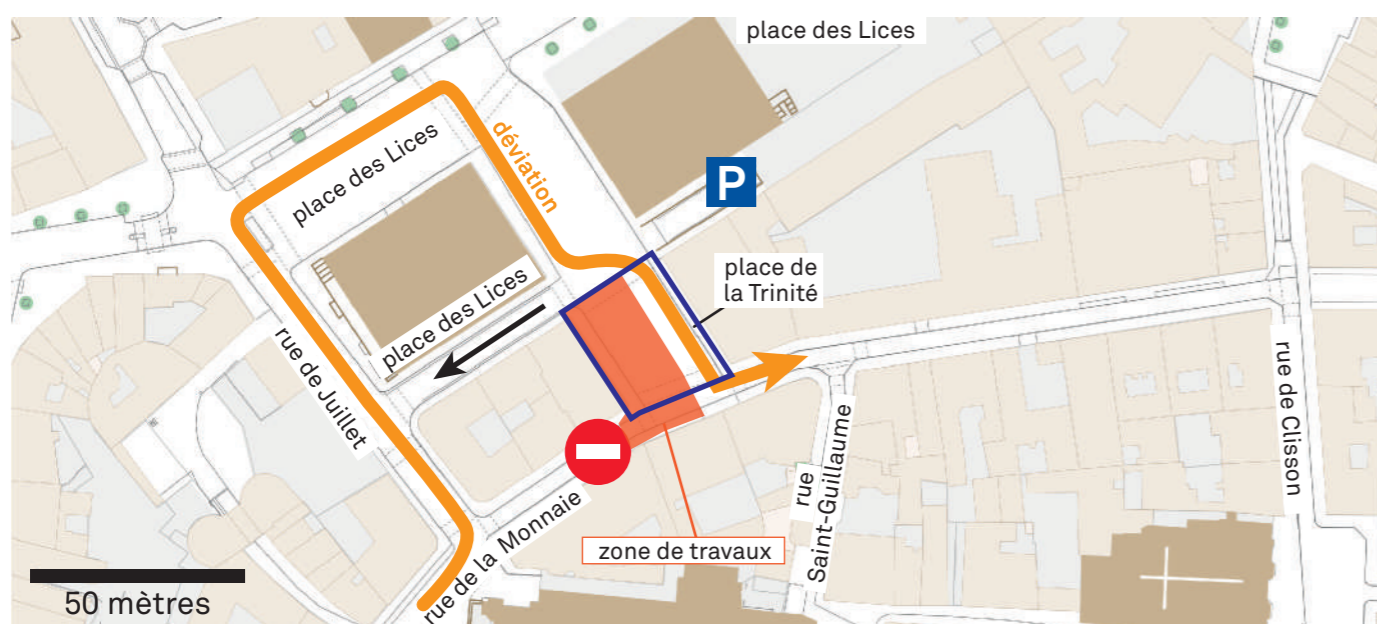 place des Lices
place des Lices
déviation
P
place des Lices
place de
la Trinité
rue de Juillet
rue de la Monnaie
rue
Saint-Guillaume
rue de Clisson
zone de travaux
50 mètres